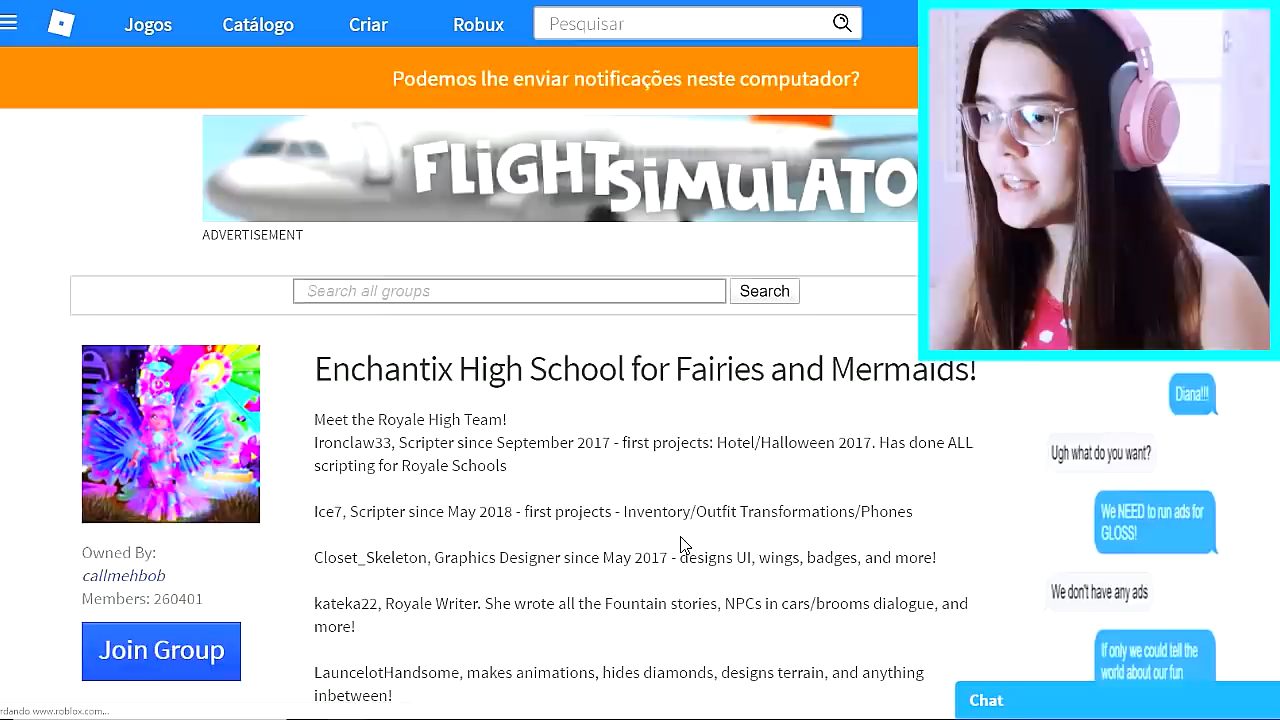 Jogos
Catálogo
Criar
Robux
Pesquisar
Podemos lhe enviar notificações neste computador?
FLiGHT SiMULATO
ADVERTISEMENT
Search all groups
Search
Enchantix High School for Fairies and Mermaids!
Meet the Royale High Team!
Ironclaw33, Scripter since September 2017 - first projects: Hotel/Halloween 2017. Has done ALL
scripting for Royale Schools
Ice7, Scripter since May 2018 - first projects - Inventory/Outfit Transformations/Phones
Closet_Skeleton, Graphics Designer since May 2017 - designs UI, wings, badges, and more!
kateka22, Royale Writer. She wrote all the Fountain stories, NPCs in cars/brooms dialogue, and
more!
LauncelotHandsome, makes animations, hides diamonds, designs terrain, and anything
inbetween!
Owned By:
callmehbob
Members: 260401
Join Group
Diana!!!
Ugh what do you want?
We NEED to run ads for
GLOSS!
We don't have any ads
If only we could tell the
world about our fun
Chat
rdando www.roblox.com...